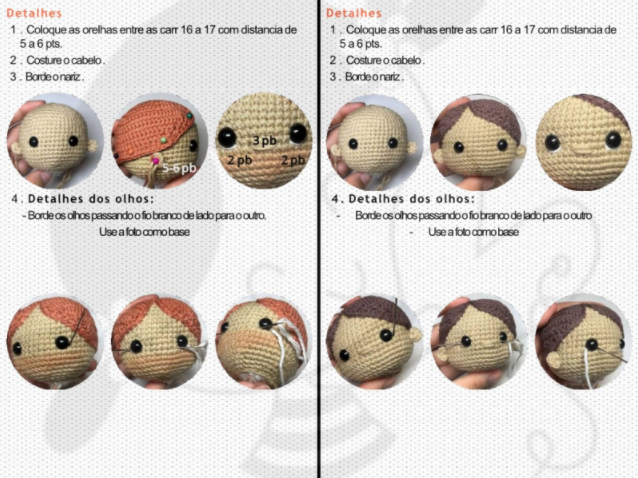 Detalhes
1 . Coloque as orelhas entre as carr 16 a 17 com distancia de
5 a 6 pts.
2 . Costure o cabelo .
3 . Borde o nariz .
5-6 pb
3 pb
2 pb
2 pb
4 . Detalhes dos olhos:
- Borde os olhos passando o fio branco de lado para o outro.
Use a foto como base
Detalhes
1 . Coloque as orelhas entre as carr 16 a 17 com distancia de
5 a 6 pts.
2 . Costure o cabelo .
3 . Borde o nariz .
4 . Detalhes dos olhos:
- Borde os olhos passando o fio branco de lado para o outro
- Use a foto como base